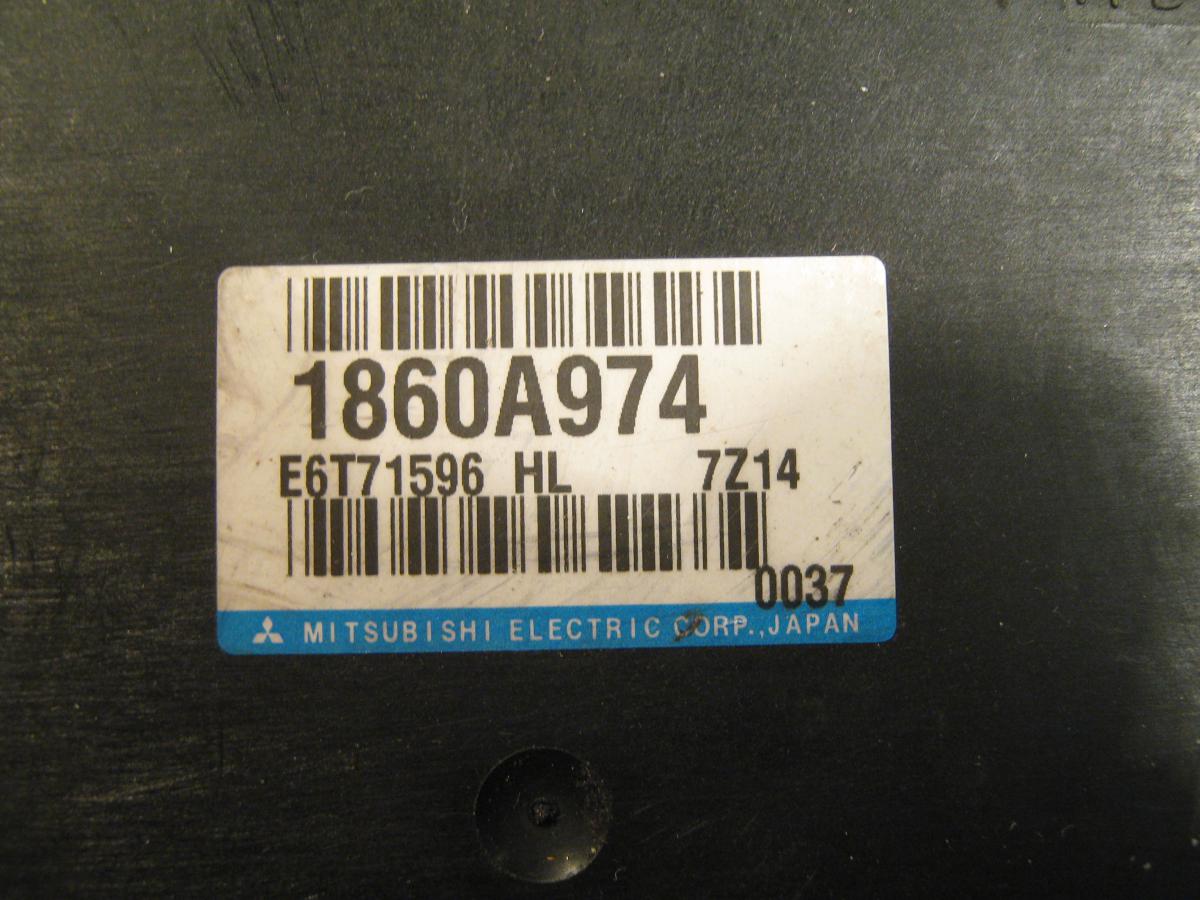 1860A974
E6T71596 HL 7Z14
0037
MITSUBISHI ELECTRIC CORP.,JAPAN